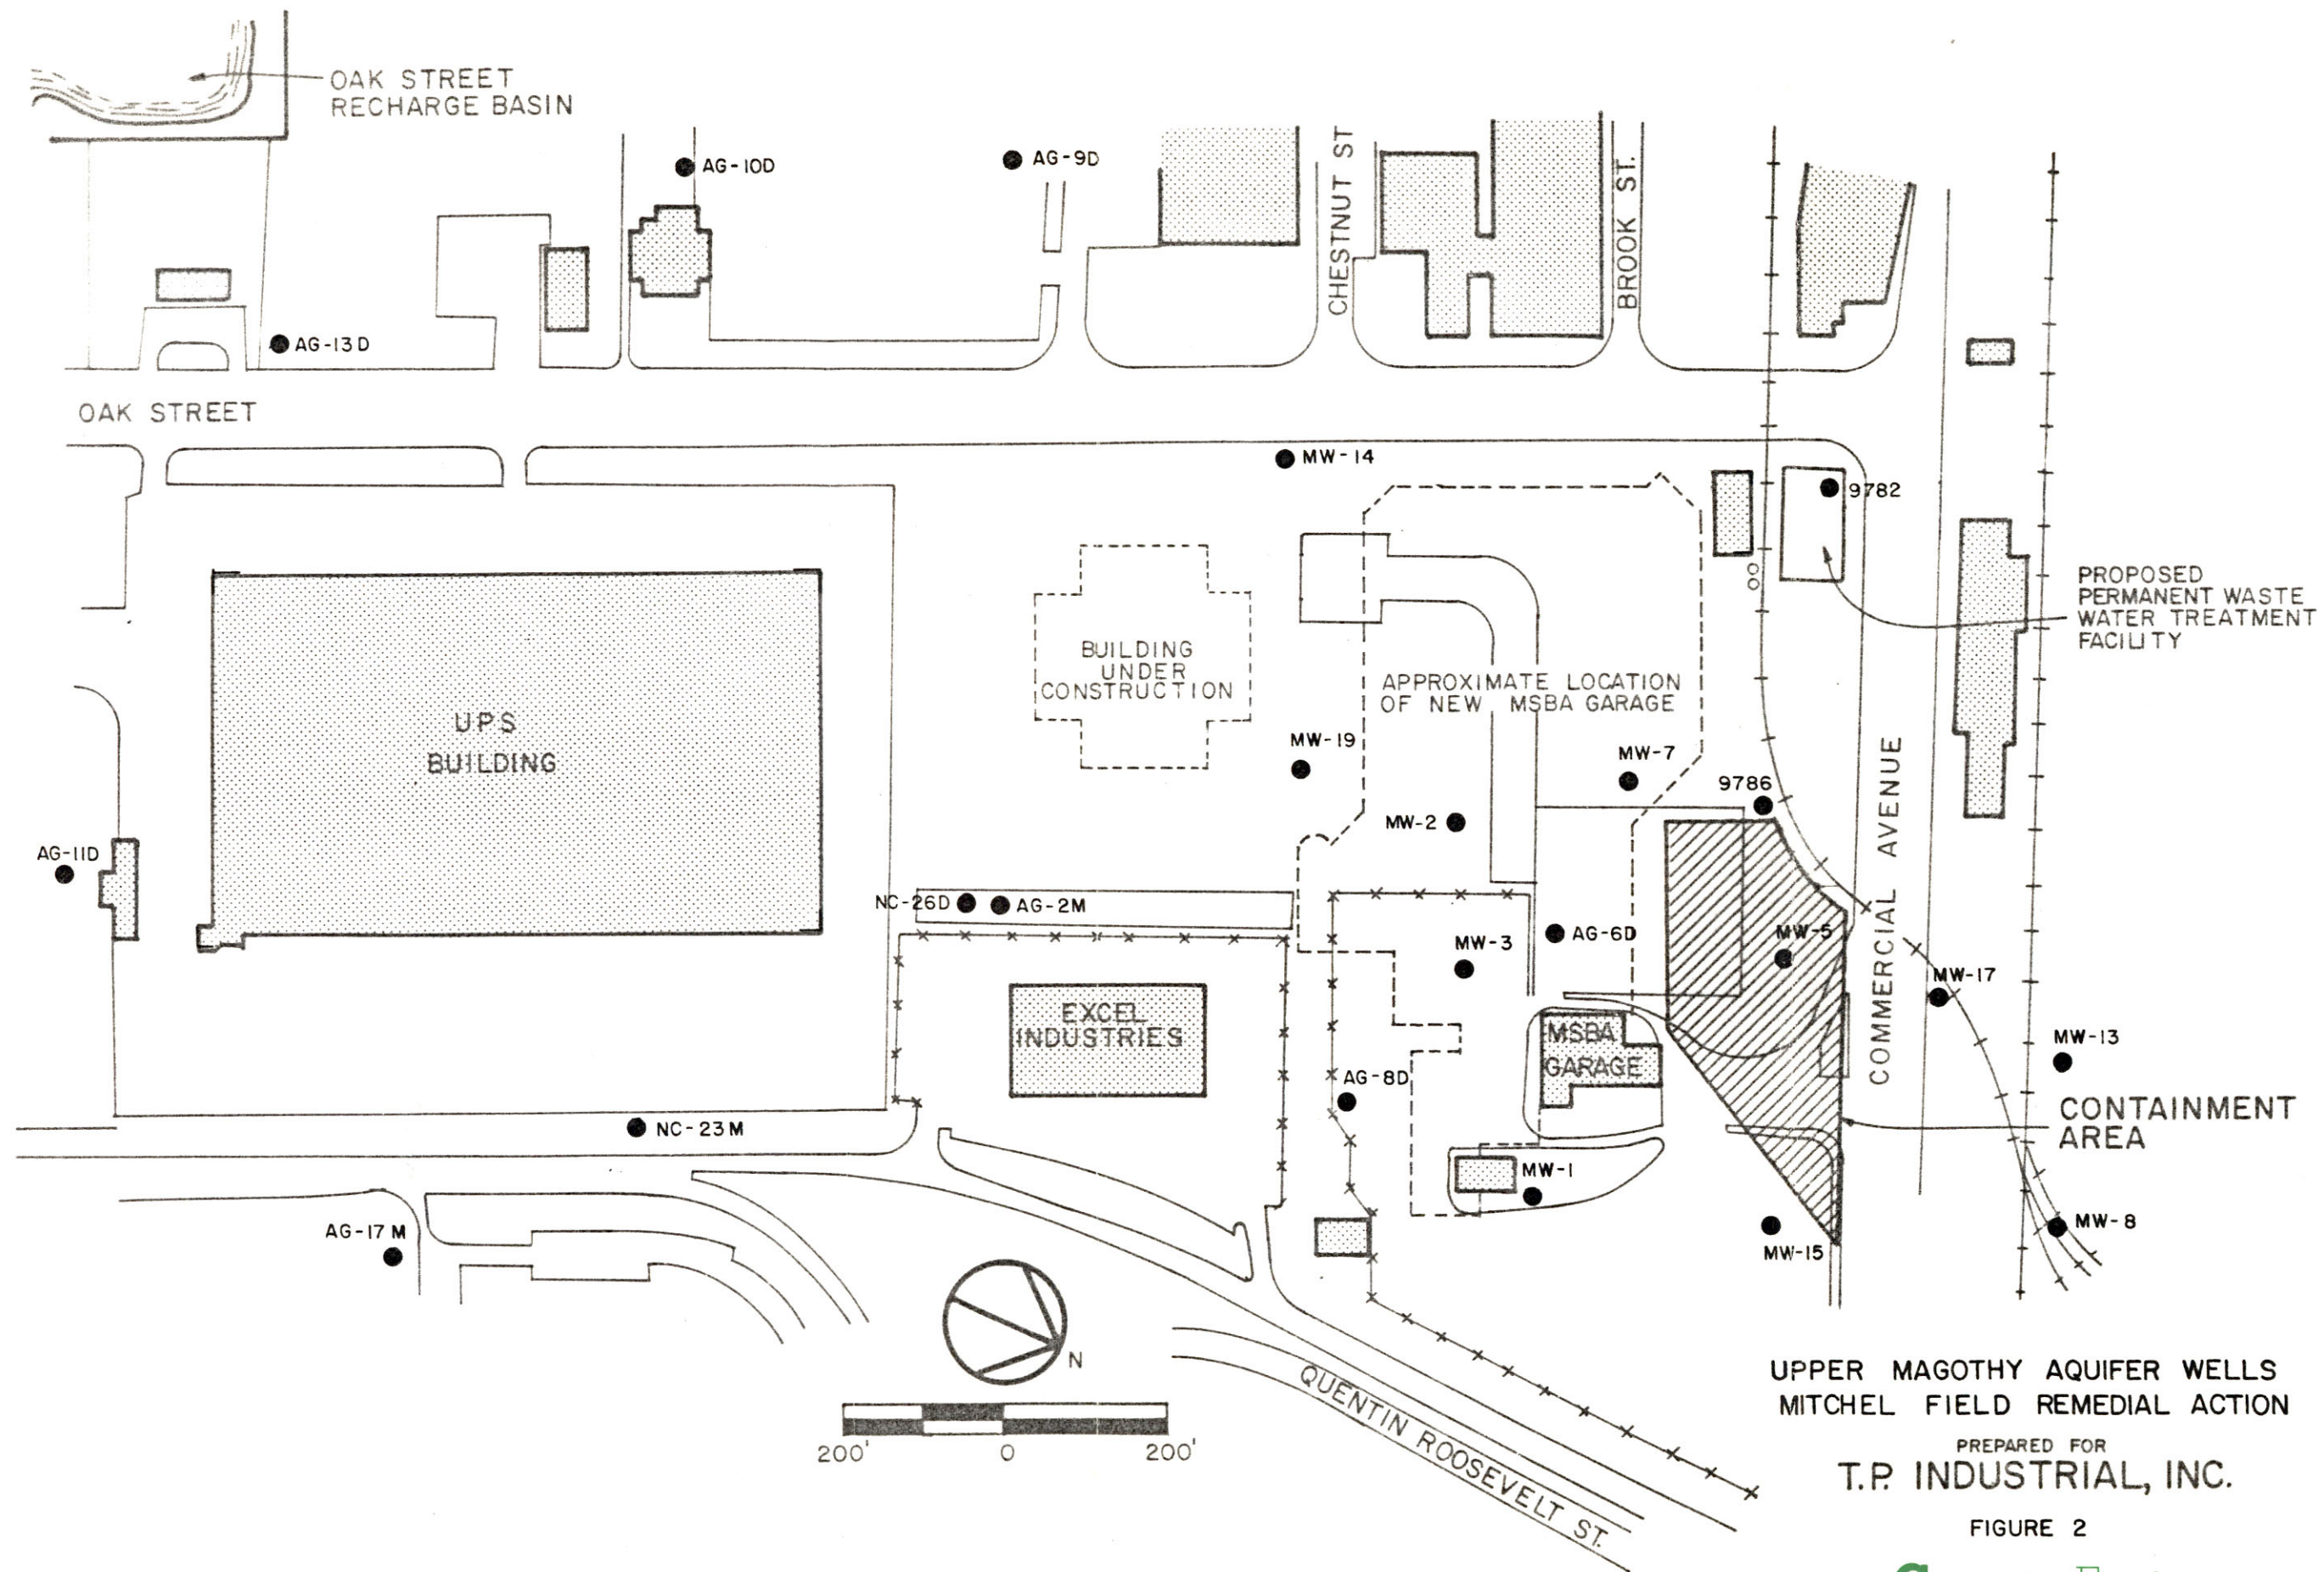 OAK STREET
RECHARGE BASIN
AG-10D
AG-9D
CHESTNUT ST
BROOK ST.
AG-13D
OAK STREET
MW-14
9782
PROPOSED
PERMANENT WASTE
WATER TREATMENT
FACILITY
BUILDING
UNDER
CONSTRUCTION
APPROXIMATE LOCATION
OF NEW MSBA GARAGE
UPS
BUILDING
MW-19
MW-7
9786
MW-2
COMMERCIAL AVENUE
AG-11D
NC-26D
AG-2M
AG-6D
MW-3
MW-5
MW-17
EXCEL
INDUSTRIES
MSBA
GARAGE
MW-13
AG-8D
CONTAINMENT
AREA
NC-23M
MW-1
AG-17M
MW-15
MW-8
N
200' 0 200'
QUENTIN ROOSEVELT ST.
UPPER MAGOTHY AQUIFER WELLS
MITCHEL FIELD REMEDIAL ACTION
PREPARED FOR
T.P. INDUSTRIAL, INC.
FIGURE 2